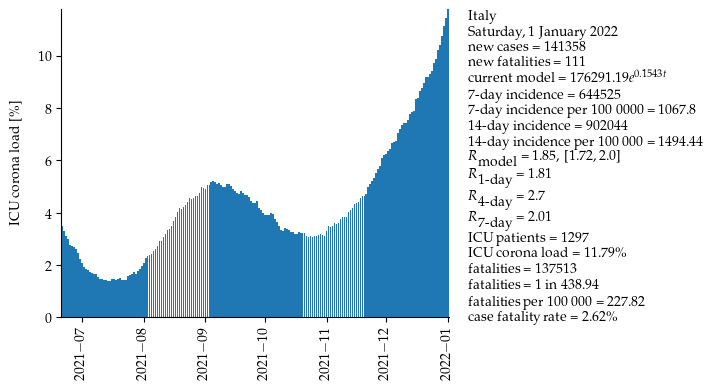 Italy
Saturday, 1 January 2022
new cases = 141358
new fatalities = 111
current model = 176291.19e^0.1543t
7-day incidence = 644525
7-day incidence per 100 0000 = 1067.8
14-day incidence = 902044
14-day incidence per 100 000 = 1494.44
R_model = 1.85, [1.72, 2.0]
R_1-day = 1.81
R_4-day = 2.7
R_7-day = 2.01
ICU patients = 1297
ICU corona load = 11.79%
fatalities = 137513
fatalities = 1 in 438.94
fatalities per 100 000 = 227.82
case fatality rate = 2.62%
ICU corona load [%]
10
8
6
4
2
0
2021−07
2021−08
2021−09
2021−10
2021−11
2021−12
2022−01